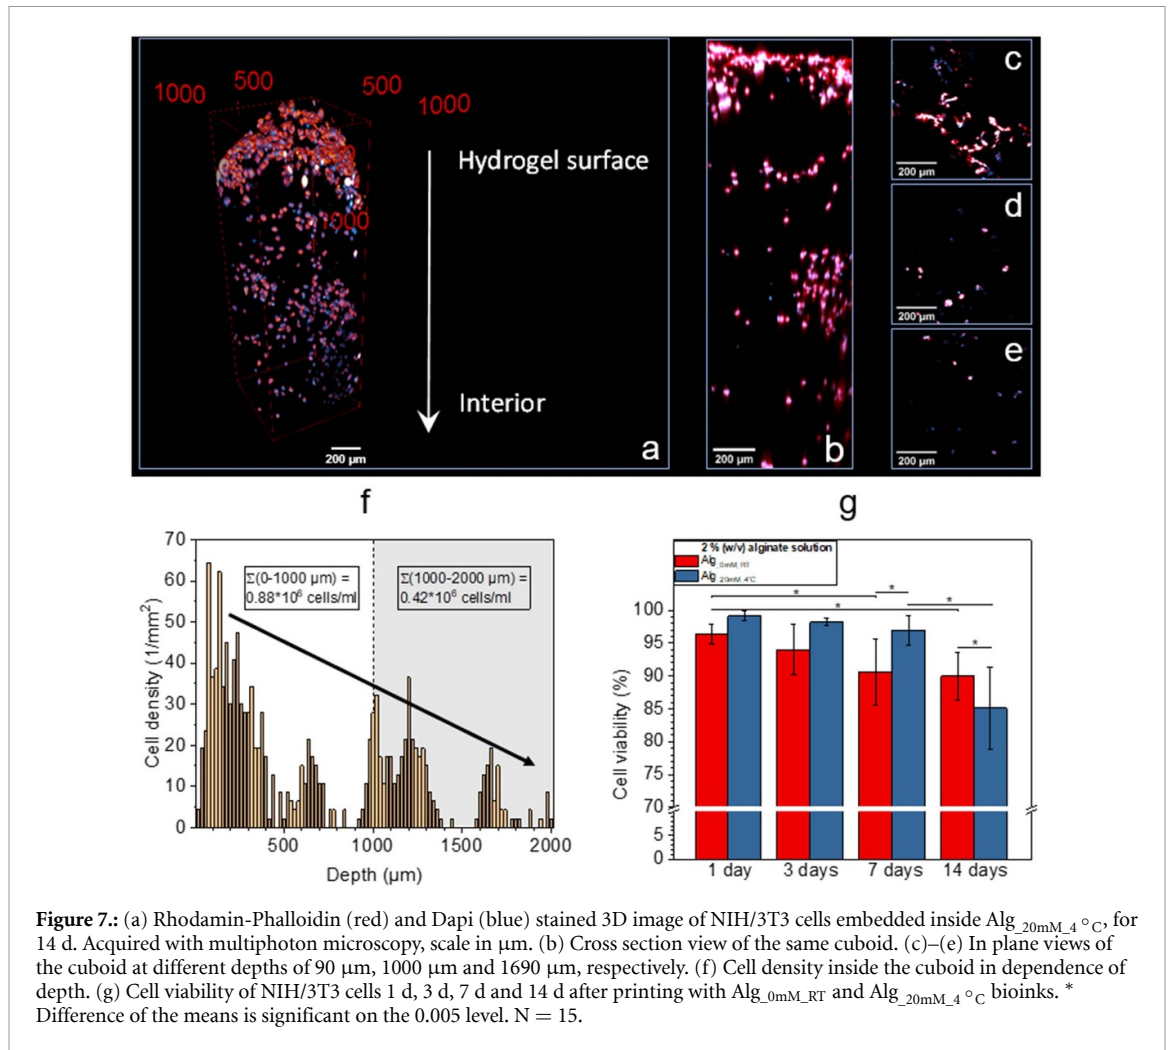 1000
500
500
1000
1000
Hydrogel surface
Interior
200 µm
a
200 µm
b
c
200 µm
d
200 µm
e
200 µm
f
g
70
60
50
40
30
20
10
0
Cell density (1/mm²)
Σ(0-1000 µm) =
0.88*10⁶ cells/ml
Σ(1000-2000 µm) =
0.42*10⁶ cells/ml
500
1000
1500
2000
Depth (µm)
2 % (w/v) alginate solution
Alg_0mM_RT
Alg_20mM_4°C
*
*
*
*
*
100
95
90
85
80
75
70
5
0
Cell viability (%)
1 day
3 days
7 days
14 days
Figure 7.: (a) Rhodamin-Phalloidin (red) and Dapi (blue) stained 3D image of NIH/3T3 cells embedded inside Alg_20mM_4 °C, for
14 d. Acquired with multiphoton microscopy, scale in µm. (b) Cross section view of the same cuboid. (c)–(e) In plane views of
the cuboid at different depths of 90 µm, 1000 µm and 1690 µm, respectively. (f) Cell density inside the cuboid in dependence of
depth. (g) Cell viability of NIH/3T3 cells 1 d, 3 d, 7 d and 14 d after printing with Alg_0mM_RT and Alg_20mM_4 °C bioinks. *
Difference of the means is significant on the 0.005 level. N = 15.